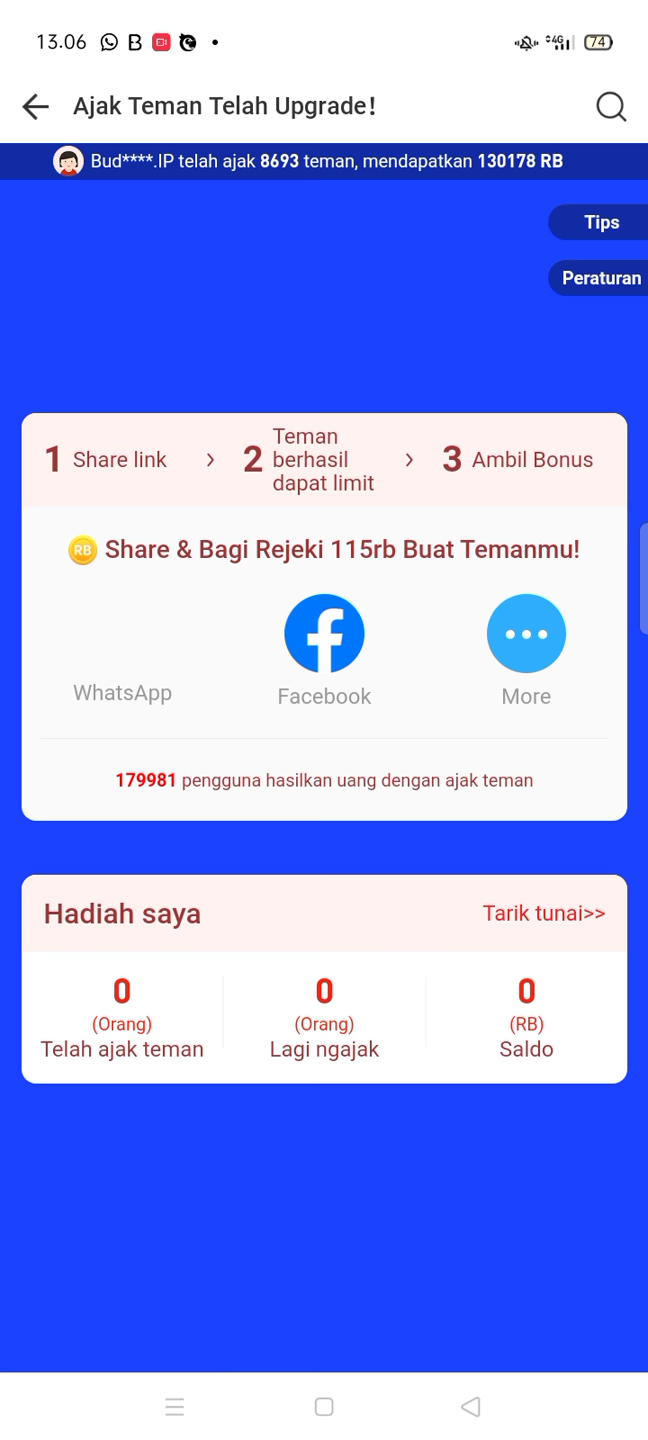 13.06 B 4G 74
Ajak Teman Telah Upgrade!
Bud****.IP telah ajak 8693 teman, mendapatkan 130178 RB
Tips
Peraturan
1 Share link > 2 Teman berhasil dapat limit > 3 Ambil Bonus
RB Share & Bagi Rejeki 115rb Buat Temanmu!
WhatsApp Facebook More
179981 pengguna hasilkan uang dengan ajak teman
Hadiah saya Tarik tunai>>
0 0 0
(Orang) (Orang) (RB)
Telah ajak teman Lagi ngajak Saldo